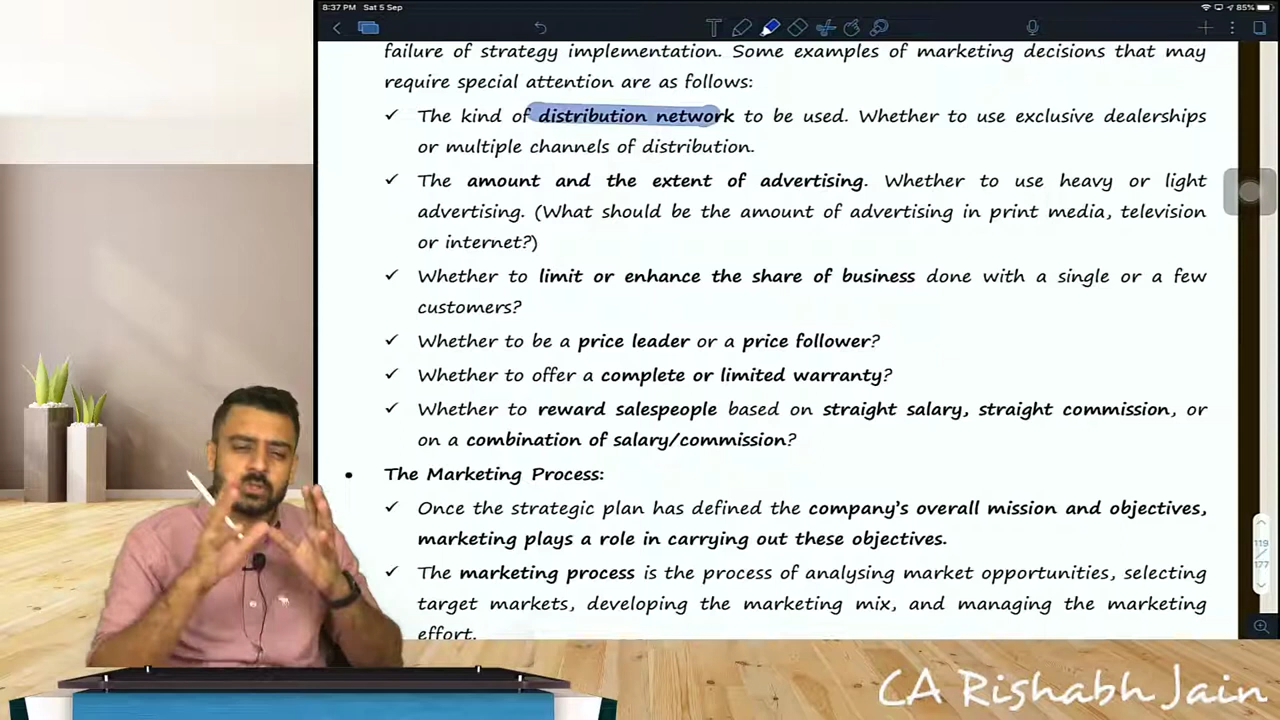 8:37 PM Sat 5 Sep
85%
failure of strategy implementation. Some examples of marketing decisions that may
require special attention are as follows:
✓ The kind of distribution network to be used. Whether to use exclusive dealerships
or multiple channels of distribution.
✓ The amount and the extent of advertising. Whether to use heavy or light
advertising. (What should be the amount of advertising in print media, television
or internet?)
✓ Whether to limit or enhance the share of business done with a single or a few
customers?
✓ Whether to be a price leader or a price follower?
✓ Whether to offer a complete or limited warranty?
✓ Whether to reward salespeople based on straight salary, straight commission, or
on a combination of salary/commission?
• The Marketing Process:
✓ Once the strategic plan has defined the company's overall mission and objectives,
marketing plays a role in carrying out these objectives.
✓ The marketing process is the process of analysing market opportunities, selecting
target markets, developing the marketing mix, and managing the marketing
effort.
119
/
177
CA Rishabh Jain